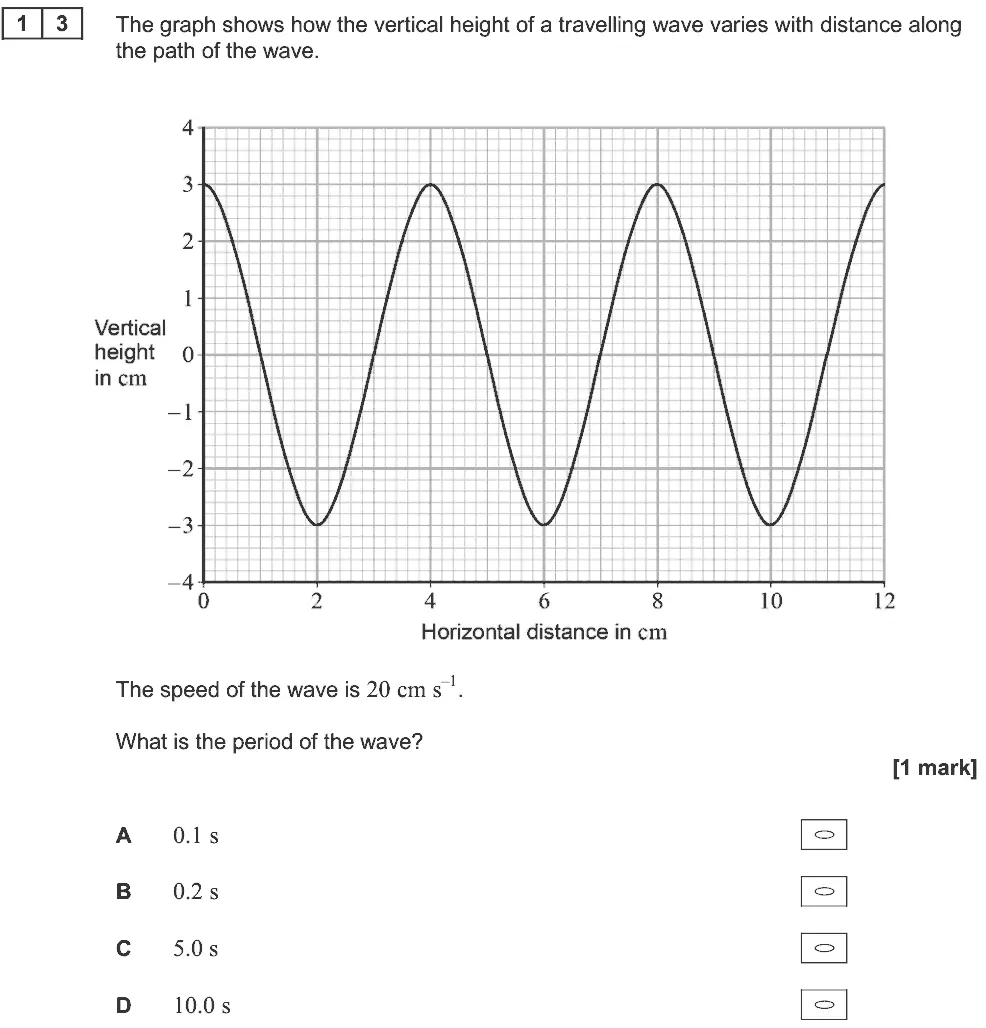 1 3 The graph shows how the vertical height of a travelling wave varies with distance along
the path of the wave.
4
3
2
1
Vertical
height 0
in cm
−1
−2
−3
−4
0 2 4 6 8 10 12
Horizontal distance in cm
The speed of the wave is 20 cm s⁻¹.
What is the period of the wave?
[1 mark]
A 0.1 s
B 0.2 s
C 5.0 s
D 10.0 s